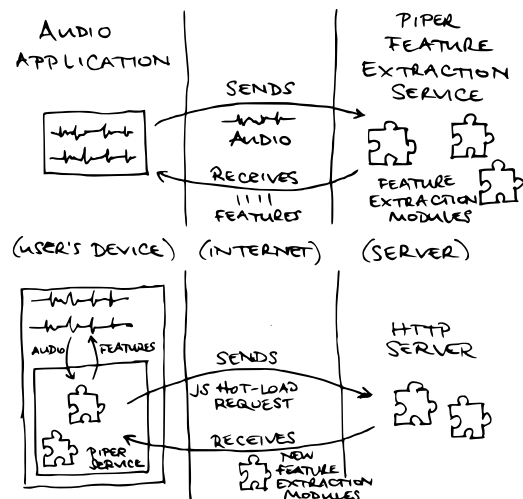 AUDIO
APPLICATION
SENDS
AUDIO
RECEIVES
FEATURES
PIPER
FEATURE
EXTRACTION
SERVICE
FEATURE
EXTRACTION
MODULES
(USER'S DEVICE)
(INTERNET)
(SERVER)
AUDIO
FEATURES
PIPER
SERVICE
SENDS
JS HOT-LOAD
REQUEST
RECEIVES
NEW
FEATURE
EXTRACTION
MODULES
HTTP
SERVER